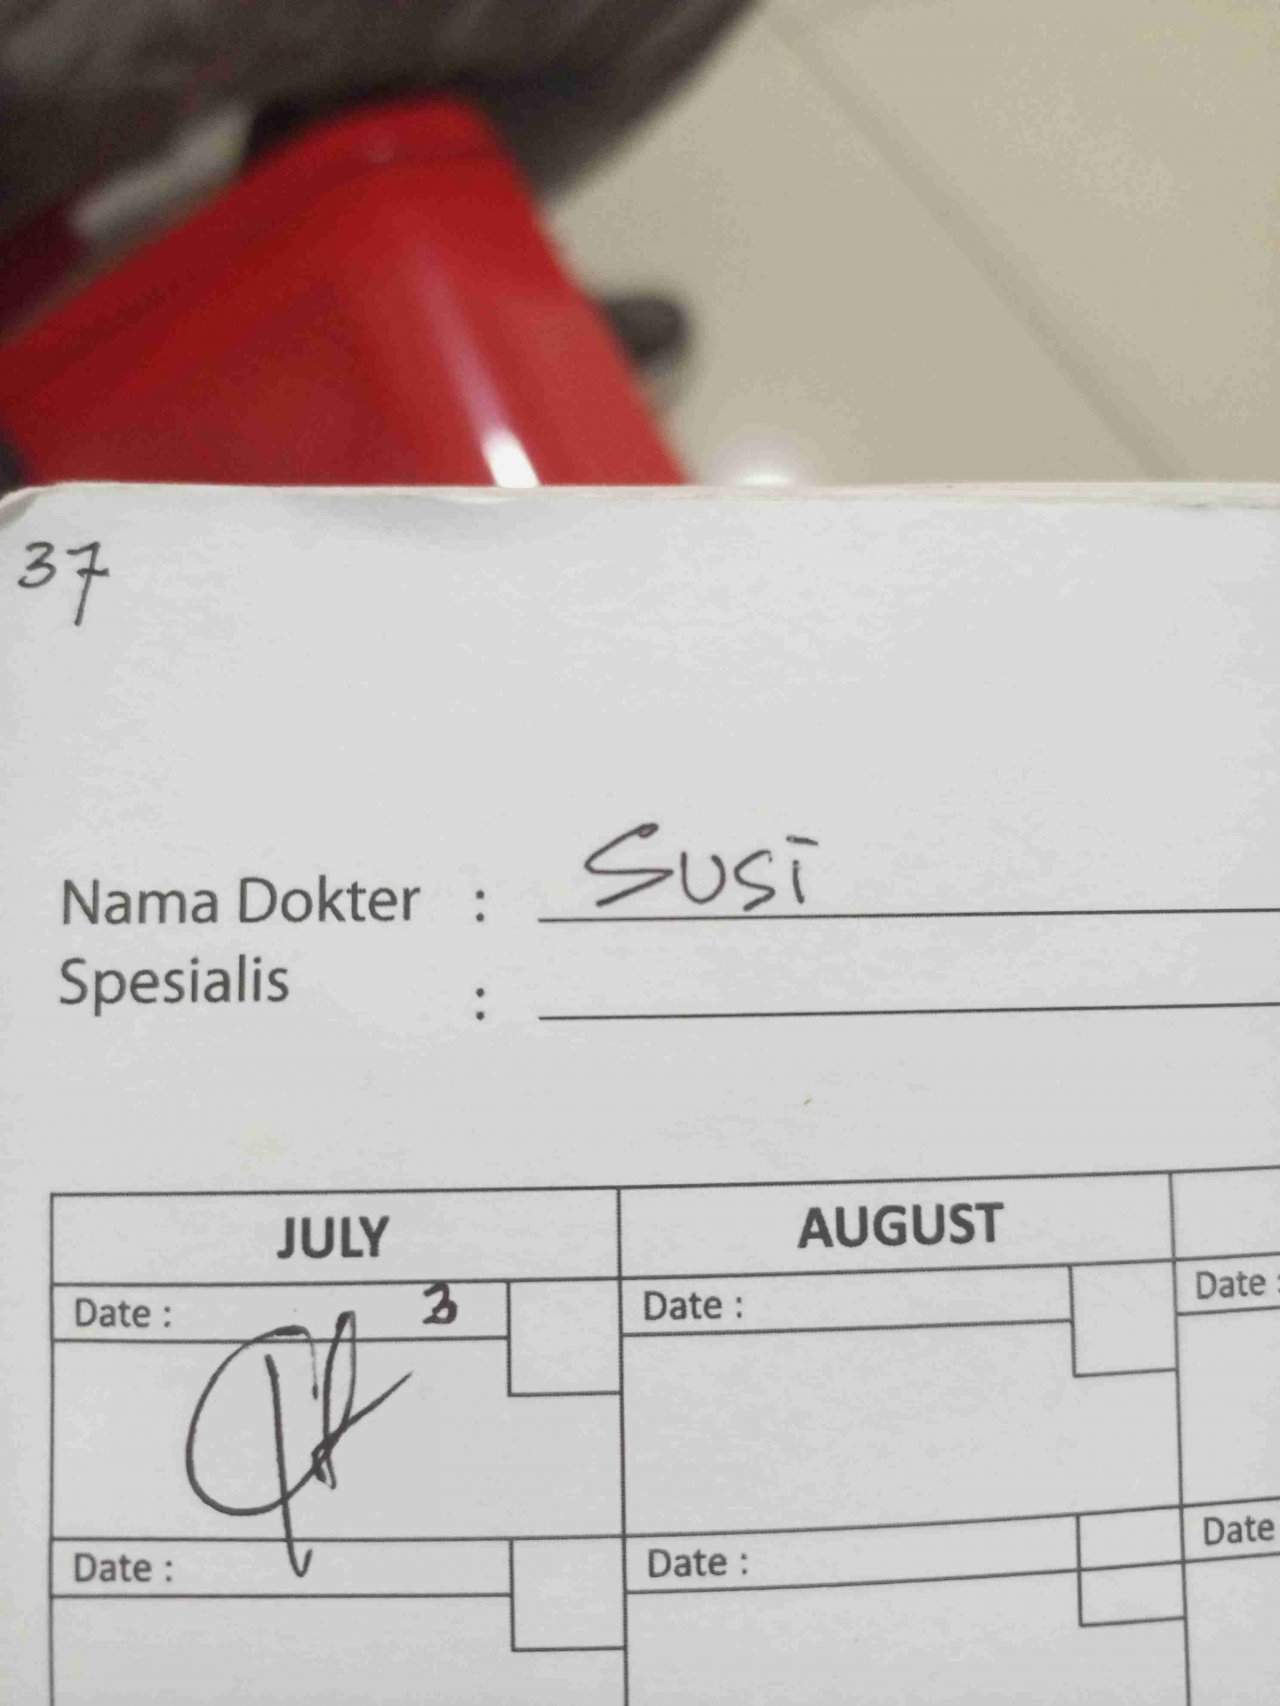 37
Nama Dokter : Susi
Spesialis :
JULY AUGUST
Date : 3 Date : Date :
Date : Date : Date